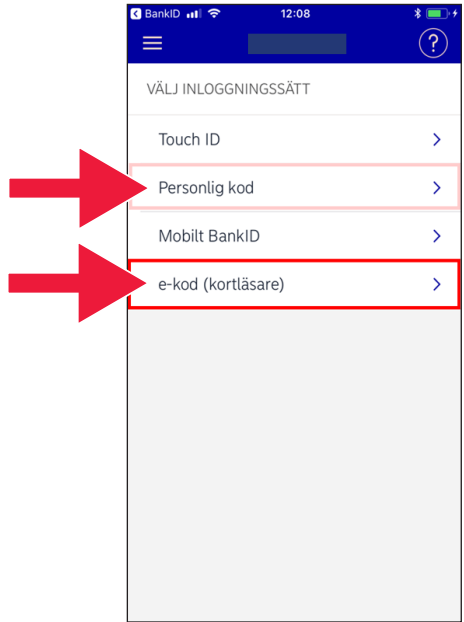 BankID 12:08
?
VÄLJ INLOGGNINGSSÄTT
Touch ID
Personlig kod
Mobilt BankID
e-kod (kortläsare)